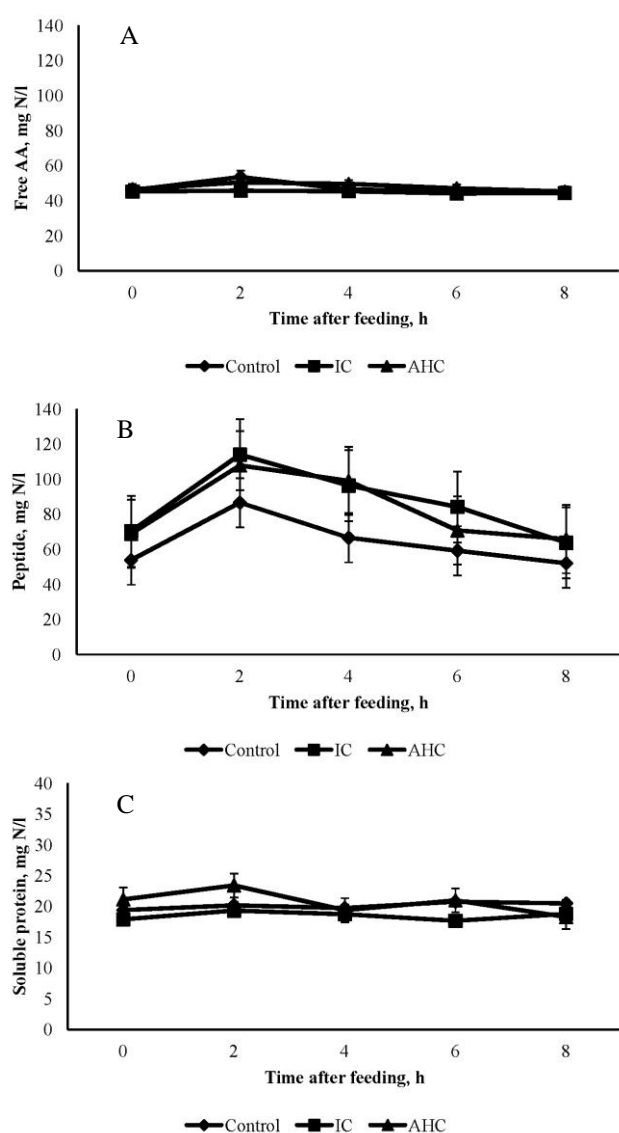 A
140
120
100
80
60
40
20
0
Free AA, mg N/l
0 2 4 6 8
Time after feeding, h
Control IC AHC
B
140
120
100
80
60
40
20
0
Peptide, mg N/l
0 2 4 6 8
Time after feeding, h
Control IC AHC
C
40
35
30
25
20
15
10
5
0
Soluble protein, mg N/l
0 2 4 6 8
Time after feeding, h
Control IC AHC